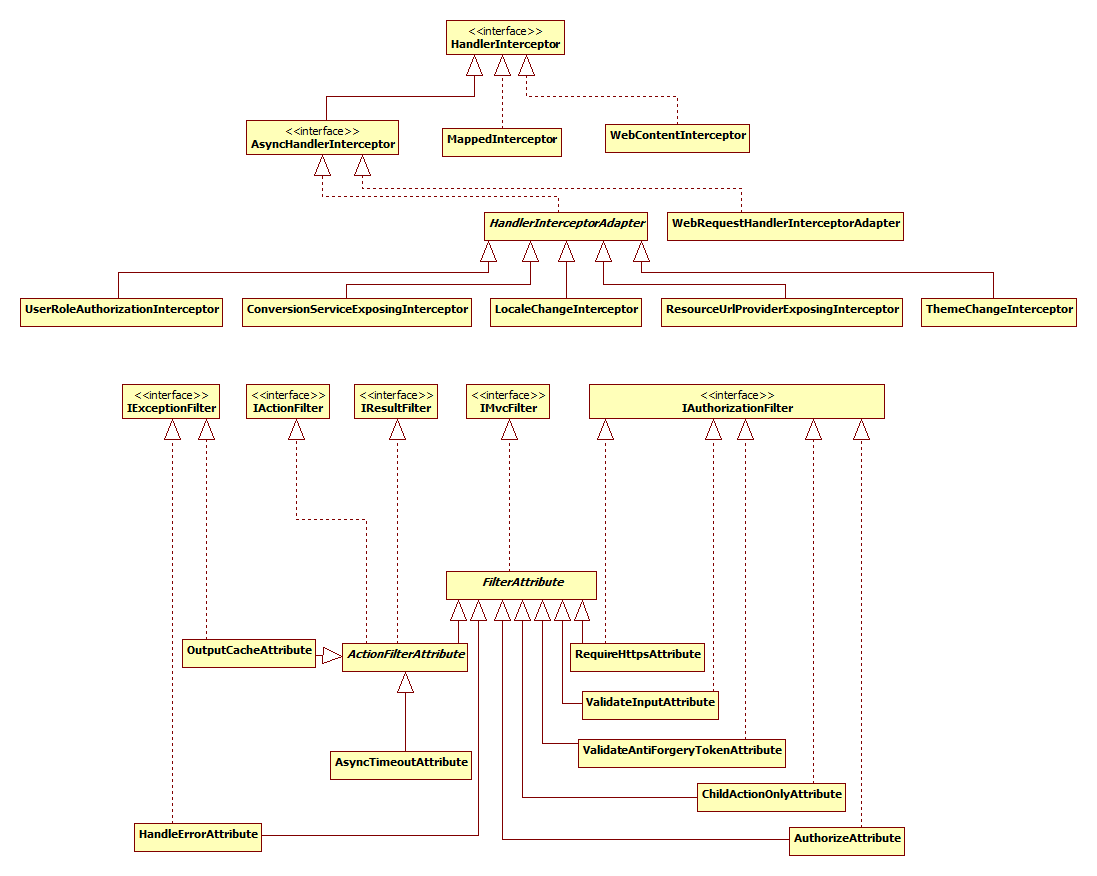 <<interface>>
HandlerInterceptor
<<interface>>
AsyncHandlerInterceptor
MappedInterceptor
WebContentInterceptor
HandlerInterceptorAdapter
WebRequestHandlerInterceptorAdapter
UserRoleAuthorizationInterceptor
ConversionServiceExposingInterceptor
LocaleChangeInterceptor
ResourceUrlProviderExposingInterceptor
ThemeChangeInterceptor
<<interface>>
IExceptionFilter
<<interface>>
IActionFilter
<<interface>>
IResultFilter
<<interface>>
IMvcFilter
<<interface>>
IAuthorizationFilter
FilterAttribute
OutputCacheAttribute
ActionFilterAttribute
RequireHttpsAttribute
ValidateInputAttribute
ValidateAntiForgeryTokenAttribute
AsyncTimeoutAttribute
ChildActionOnlyAttribute
HandleErrorAttribute
AuthorizeAttribute